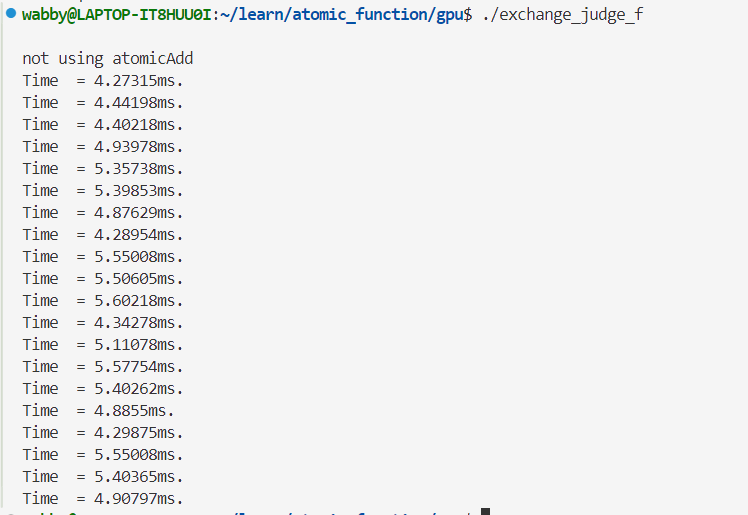 wabby@LAPTOP-IT8HUU0I:~/learn/atomic_function/gpu$ ./exchange_judge_f
not using atomicAdd
Time  = 4.27315ms.
Time  = 4.44198ms.
Time  = 4.40218ms.
Time  = 4.93978ms.
Time  = 5.35738ms.
Time  = 5.39853ms.
Time  = 4.87629ms.
Time  = 4.28954ms.
Time  = 5.55008ms.
Time  = 5.50605ms.
Time  = 5.60218ms.
Time  = 4.34278ms.
Time  = 5.11078ms.
Time  = 5.57754ms.
Time  = 5.40262ms.
Time  = 4.8855ms.
Time  = 4.29875ms.
Time  = 5.55008ms.
Time  = 5.40365ms.
Time  = 4.90797ms.